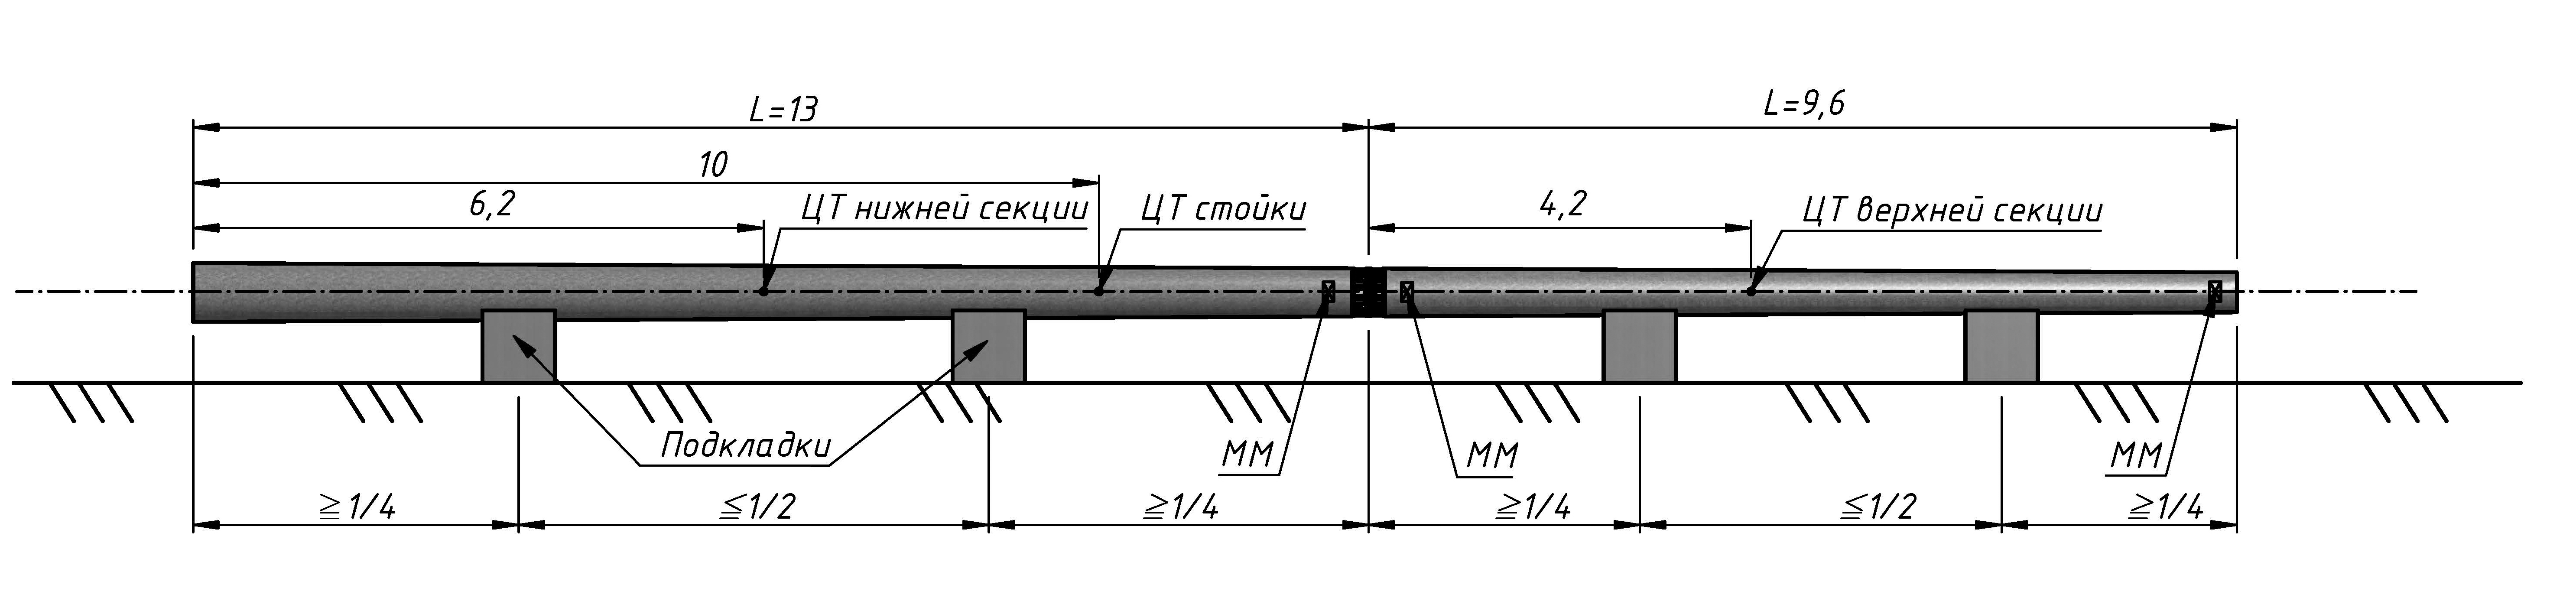 L=13
L=9,6
10
6,2
ЦТ нижней секции
ЦТ стойки
4,2
ЦТ верхней секции
Подкладки
ММ
ММ
ММ
≧1/4
≦1/2
≧1/4
≧1/4
≦1/2
≧1/4